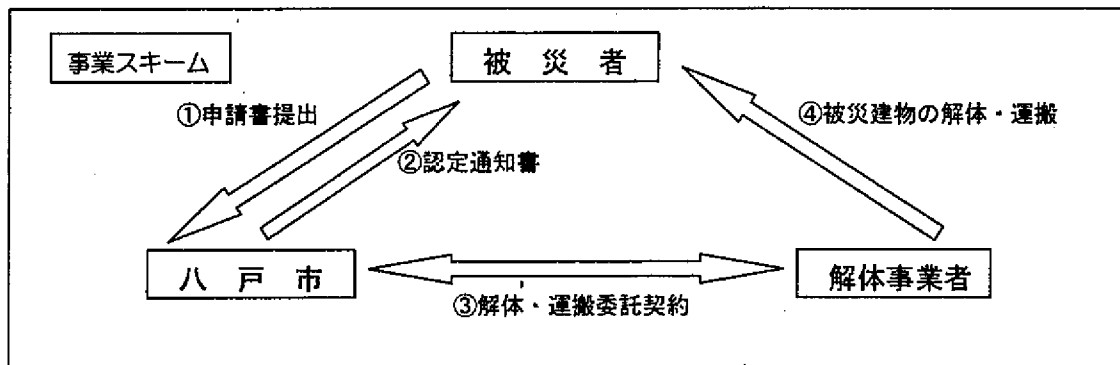 事業スキーム
被災者
①申請書提出
④被災建物の解体・運搬
②認定通知書
八戸市
解体事業者
③解体・運搬委託契約